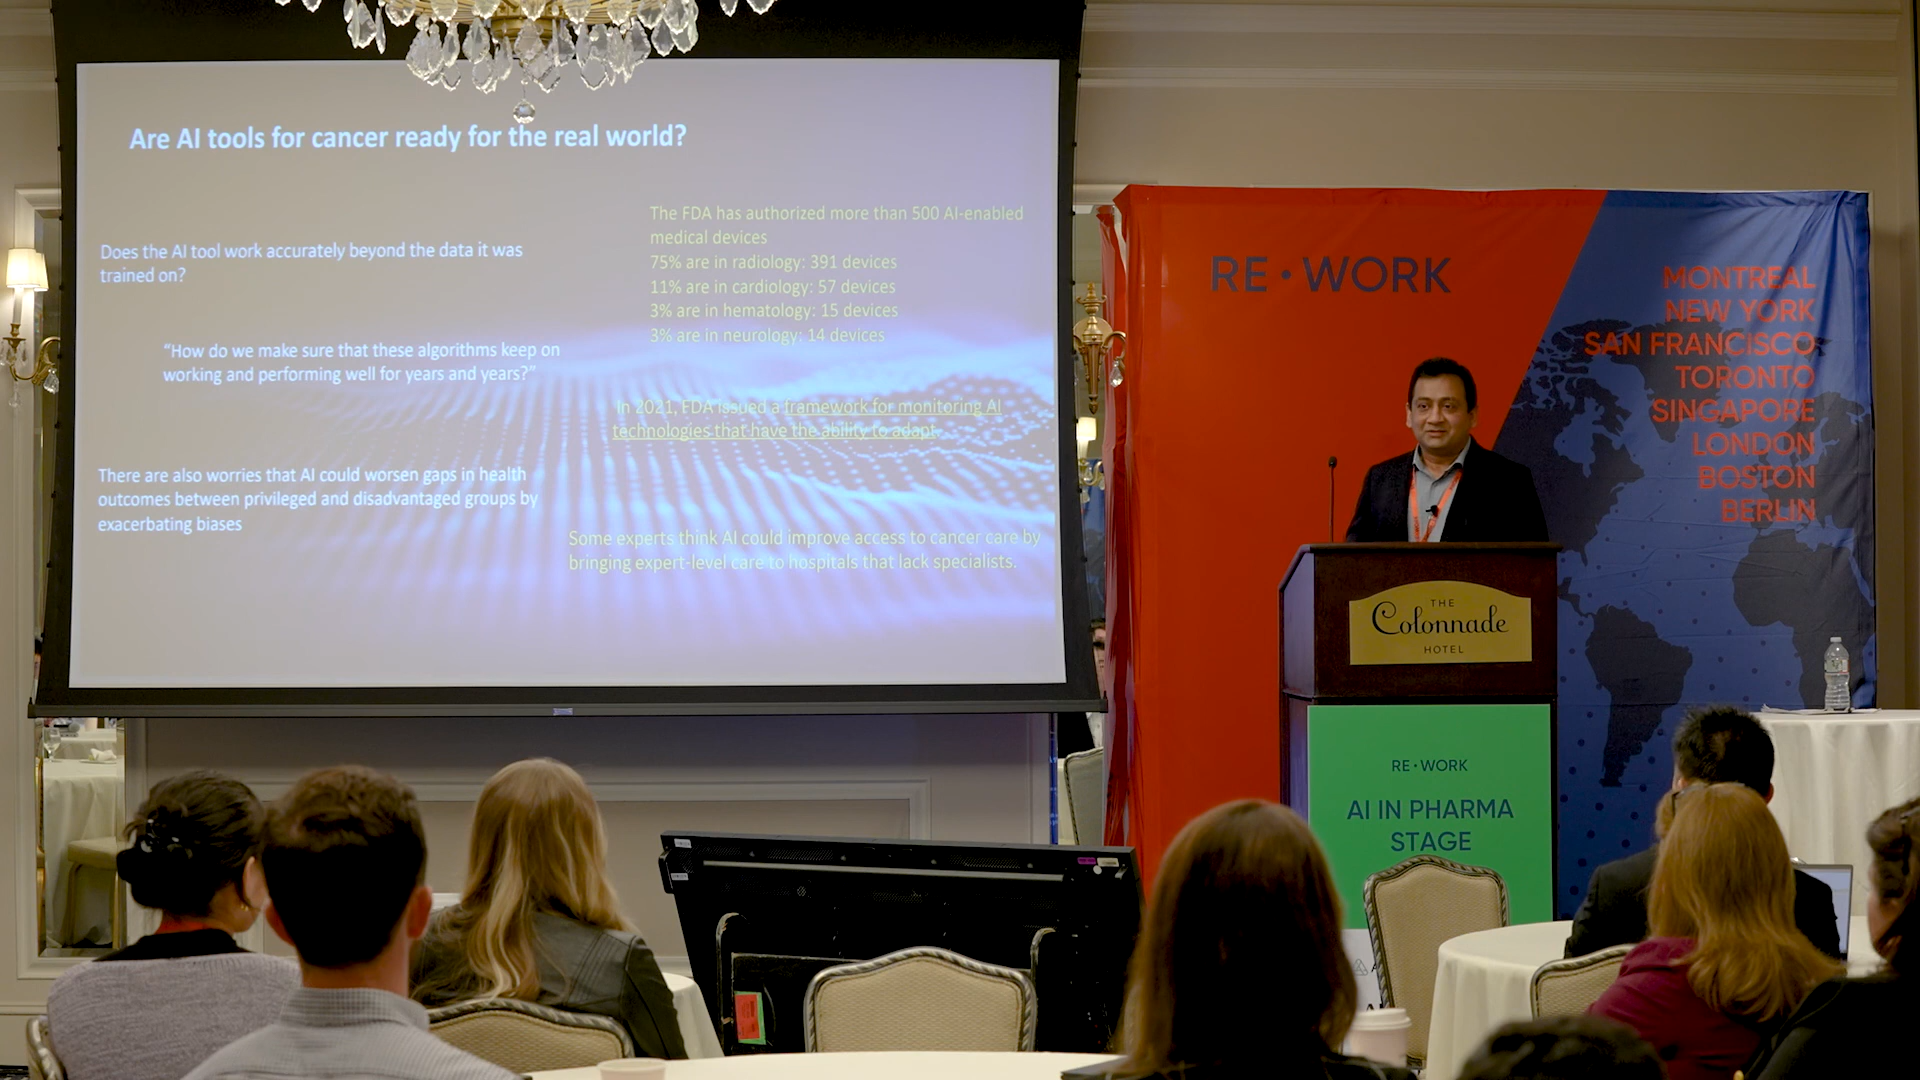 Are AI tools for cancer ready for the real world?
Does the AI tool work accurately beyond the data it was
trained on?
“How do we make sure that these algorithms keep on
working and performing well for years and years?”
There are also worries that AI could worsen gaps in health
outcomes between privileged and disadvantaged groups by
exacerbating biases
The FDA has authorized more than 500 AI-enabled
medical devices
75% are in radiology: 391 devices
11% are in cardiology: 57 devices
3% are in hematology: 15 devices
3% are in neurology: 14 devices
In 2021, FDA issued a framework for monitoring AI
technologies that have the ability to adapt.
Some experts think AI could improve access to cancer care by
bringing expert-level care to hospitals that lack specialists.
RE•WORK
MONTREAL
NEW YORK
SAN FRANCISCO
TORONTO
SINGAPORE
LONDON
BOSTON
BERLIN
THE
Colonnade
HOTEL
RE•WORK
AI IN PHARMA
STAGE